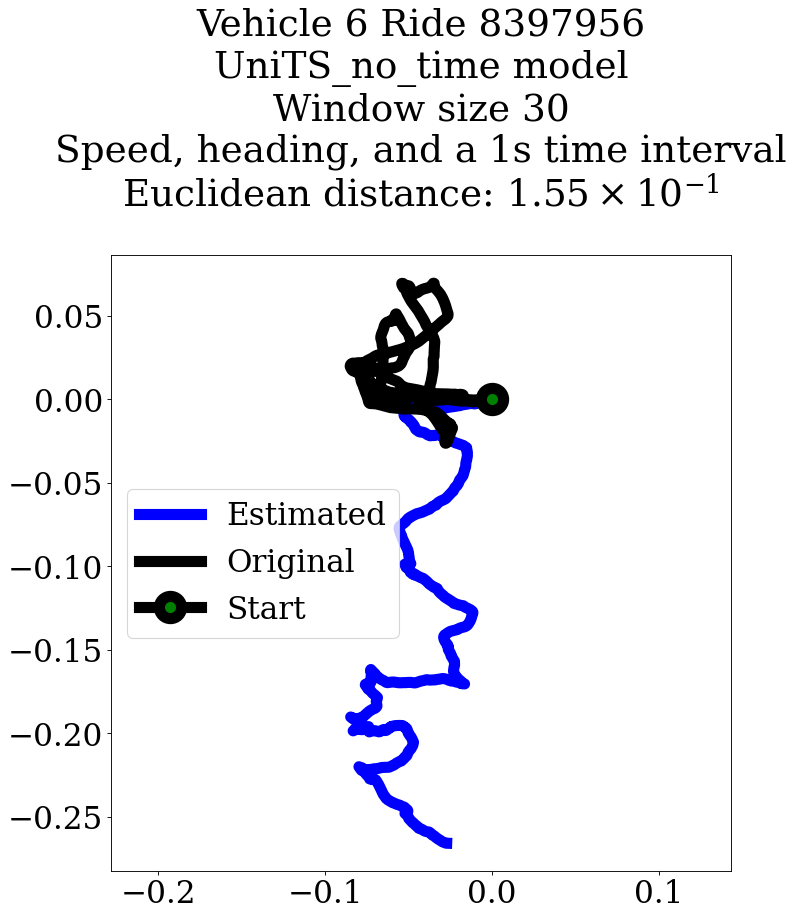 Vehicle 6 Ride 8397956
UniTS_no_time model
Window size 30
Speed, heading, and a 1s time interval
Euclidean distance: 1.55 × 10⁻¹
0.05
0.00
−0.05
−0.10
−0.15
−0.20
−0.25
Estimated
Original
Start
−0.2 −0.1 0.0 0.1